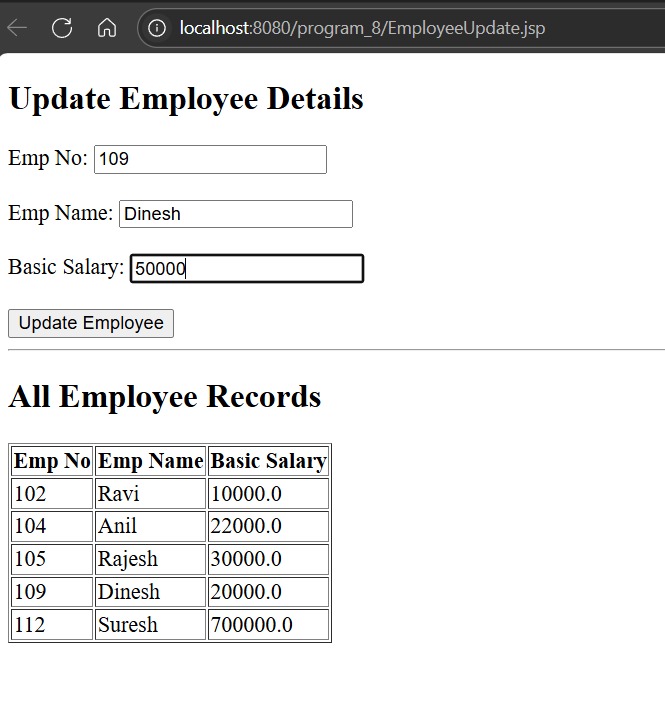 localhost:8080/program_8/EmployeeUpdate.jsp
Update Employee Details
Emp No: 109
Emp Name: Dinesh
Basic Salary: 50000
Update Employee
All Employee Records
Emp No Emp Name Basic Salary
102 Ravi 10000.0
104 Anil 22000.0
105 Rajesh 30000.0
109 Dinesh 20000.0
112 Suresh 700000.0